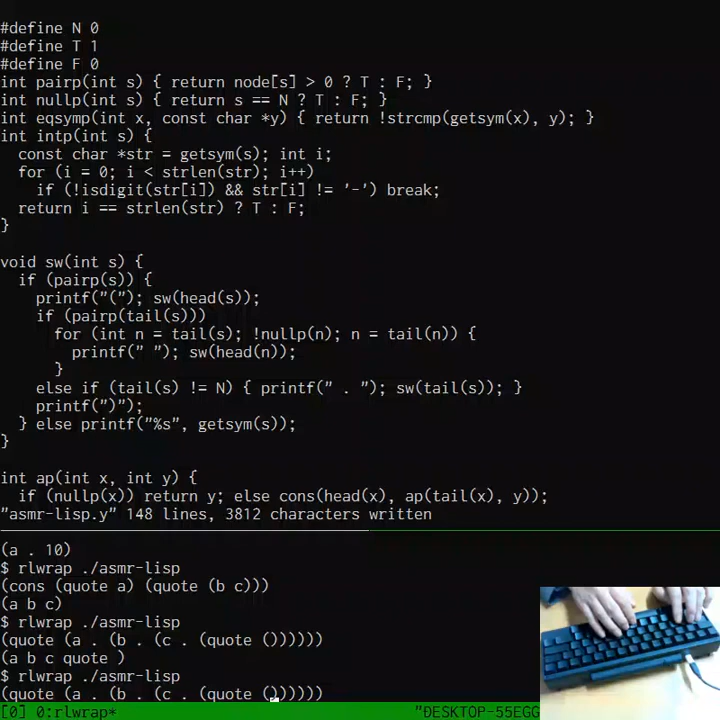 #define N 0
#define T 1
#define F 0
int pairp(int s) { return node[s] > 0 ? T : F; }
int nullp(int s) { return s == N ? T : F; }
int eqsymp(int x, const char *y) { return !strcmp(getsym(x), y); }
int intp(int s) {
  const char *str = getsym(s); int i;
  for (i = 0; i < strlen(str); i++)
    if (!isdigit(str[i]) && str[i] != '-') break;
  return i == strlen(str) ? T : F;
}

void sw(int s) {
  if (pairp(s)) {
    printf("("); sw(head(s));
    if (pairp(tail(s)))
      for (int n = tail(s); !nullp(n); n = tail(n)) {
        printf(" "); sw(head(n));
      }
    else if (tail(s) != N) { printf(" . "); sw(tail(s)); }
    printf(")");
  } else printf("%s", getsym(s));
}

int ap(int x, int y) {
  if (nullp(x)) return y; else cons(head(x), ap(tail(x), y));
"asmr-lisp.y" 148 lines, 3812 characters written
(a . 10)
$ rlwrap ./asmr-lisp
(cons (quote a) (quote (b c)))
(a b c)
$ rlwrap ./asmr-lisp
(quote (a . (b . (c . (quote ())))))
(a b c quote )
$ rlwrap ./asmr-lisp
(quote (a . (b . (c . (quote ())))))
[0] 0:rlwrap* "DESKTOP-55EGG